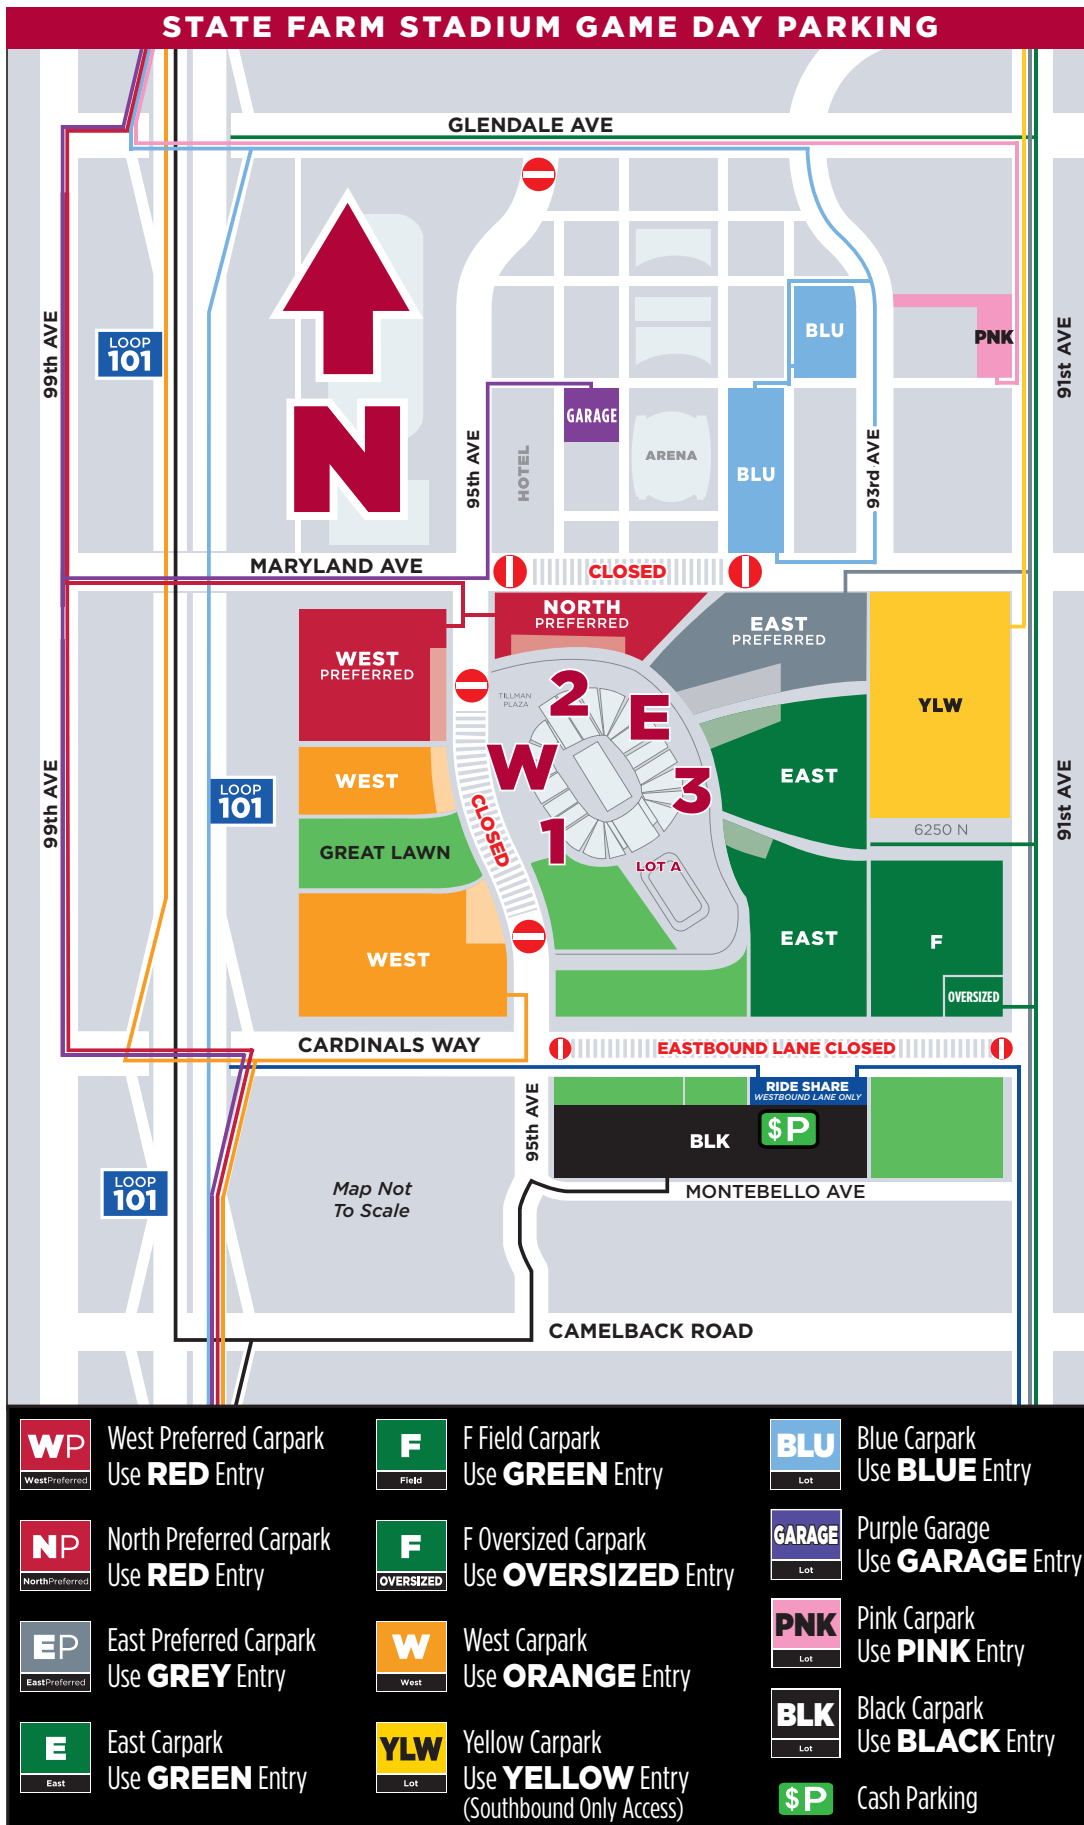 STATE FARM STADIUM GAME DAY PARKING
GLENDALE AVE
99th AVE
LOOP
101
BLU
PNK
91st AVE
GARAGE
95th AVE
HOTEL
ARENA
BLU
93rd AVE
MARYLAND AVE
CLOSED
NORTH
PREFERRED
EAST
PREFERRED
WEST
PREFERRED
TILLMAN
PLAZA
2
E
YLW
W
3
1
WEST
EAST
99th AVE
LOOP
101
CLOSED
91st AVE
6250 N
GREAT LAWN
LOT A
WEST
EAST
F
OVERSIZED
CARDINALS WAY
EASTBOUND LANE CLOSED
RIDE SHARE
WESTBOUND LANE ONLY
95th AVE
BLK
$P
LOOP
101
Map Not
To Scale
MONTEBELLO AVE
CAMELBACK ROAD
N
WP
WestPreferred
West Preferred Carpark
Use RED Entry
NP
NorthPreferred
North Preferred Carpark
Use RED Entry
EP
EastPreferred
East Preferred Carpark
Use GREY Entry
E
East
East Carpark
Use GREEN Entry
F
Field
F Field Carpark
Use GREEN Entry
F
OVERSIZED
F Oversized Carpark
Use OVERSIZED Entry
W
West
West Carpark
Use ORANGE Entry
YLW
Lot
Yellow Carpark
Use YELLOW Entry
(Southbound Only Access)
BLU
Lot
Blue Carpark
Use BLUE Entry
GARAGE
Lot
Purple Garage
Use GARAGE Entry
PNK
Lot
Pink Carpark
Use PINK Entry
BLK
Lot
Black Carpark
Use BLACK Entry
$P
Cash Parking